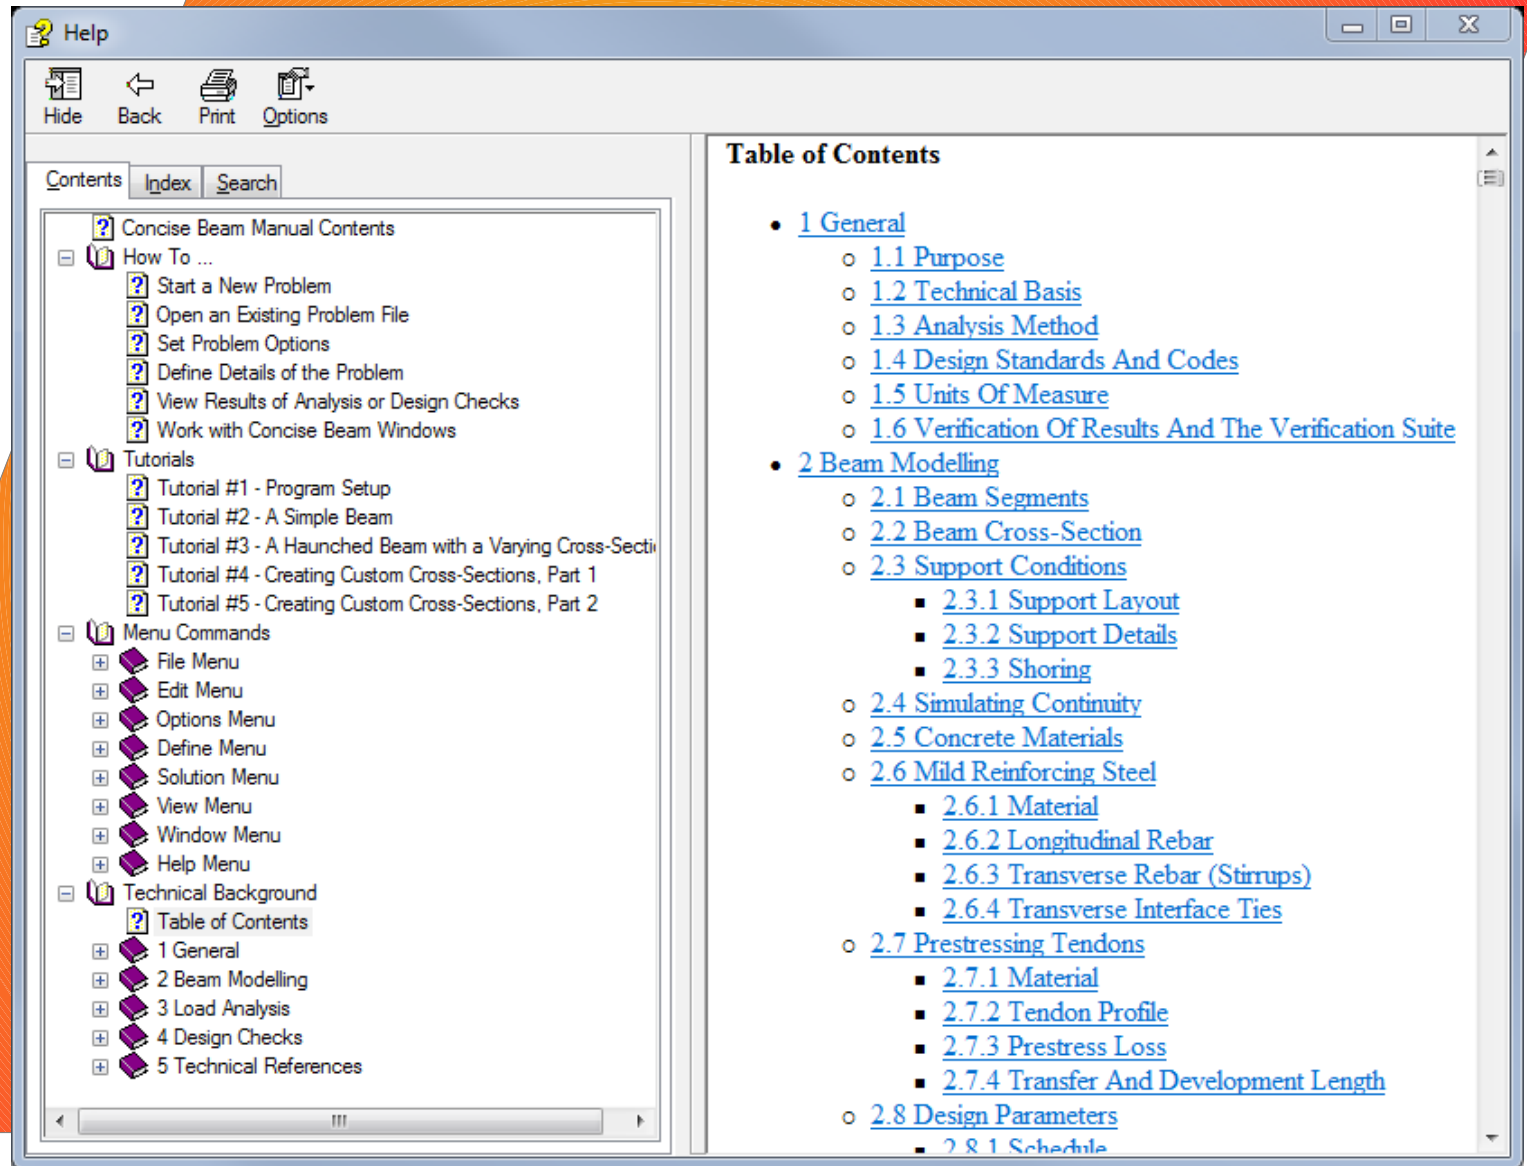 Help
Hide Back Print Options
Contents Index Search
Concise Beam Manual Contents
How To ...
Start a New Problem
Open an Existing Problem File
Set Problem Options
Define Details of the Problem
View Results of Analysis or Design Checks
Work with Concise Beam Windows
Tutorials
Tutorial #1 - Program Setup
Tutorial #2 - A Simple Beam
Tutorial #3 - A Haunched Beam with a Varying Cross-Secti
Tutorial #4 - Creating Custom Cross-Sections, Part 1
Tutorial #5 - Creating Custom Cross-Sections, Part 2
Menu Commands
File Menu
Edit Menu
Options Menu
Define Menu
Solution Menu
View Menu
Window Menu
Help Menu
Technical Background
Table of Contents
1 General
2 Beam Modelling
3 Load Analysis
4 Design Checks
5 Technical References
Table of Contents
1 General
1.1 Purpose
1.2 Technical Basis
1.3 Analysis Method
1.4 Design Standards And Codes
1.5 Units Of Measure
1.6 Verification Of Results And The Verification Suite
2 Beam Modelling
2.1 Beam Segments
2.2 Beam Cross-Section
2.3 Support Conditions
2.3.1 Support Layout
2.3.2 Support Details
2.3.3 Shoring
2.4 Simulating Continuity
2.5 Concrete Materials
2.6 Mild Reinforcing Steel
2.6.1 Material
2.6.2 Longitudinal Rebar
2.6.3 Transverse Rebar (Stirrups)
2.6.4 Transverse Interface Ties
2.7 Prestressing Tendons
2.7.1 Material
2.7.2 Tendon Profile
2.7.3 Prestress Loss
2.7.4 Transfer And Development Length
2.8 Design Parameters
2.8.1 Schedule